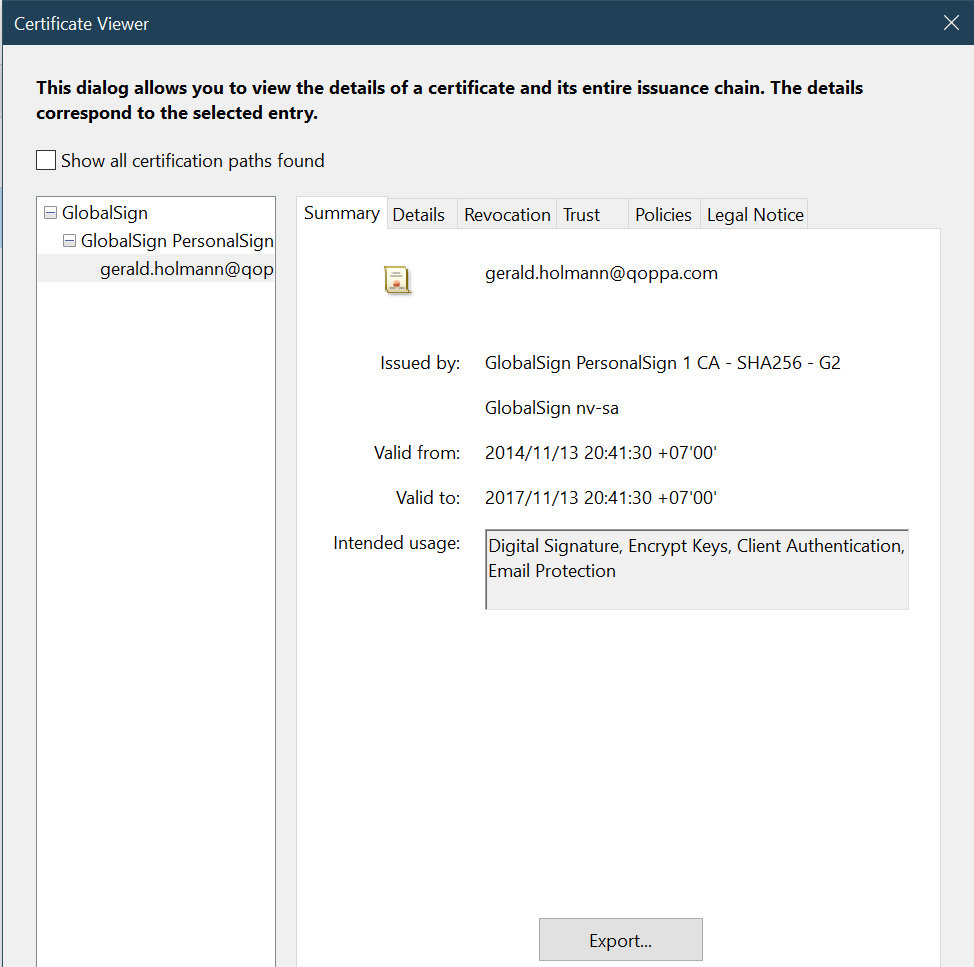 Certificate Viewer
This dialog allows you to view the details of a certificate and its entire issuance chain. The details
correspond to the selected entry.
Show all certification paths found
GlobalSign
GlobalSign PersonalSign
gerald.holmann@qop
Summary Details Revocation Trust Policies Legal Notice
gerald.holmann@qoppa.com
Issued by: GlobalSign PersonalSign 1 CA - SHA256 - G2
GlobalSign nv-sa
Valid from: 2014/11/13 20:41:30 +07'00'
Valid to: 2017/11/13 20:41:30 +07'00'
Intended usage: Digital Signature, Encrypt Keys, Client Authentication,
Email Protection
Export...